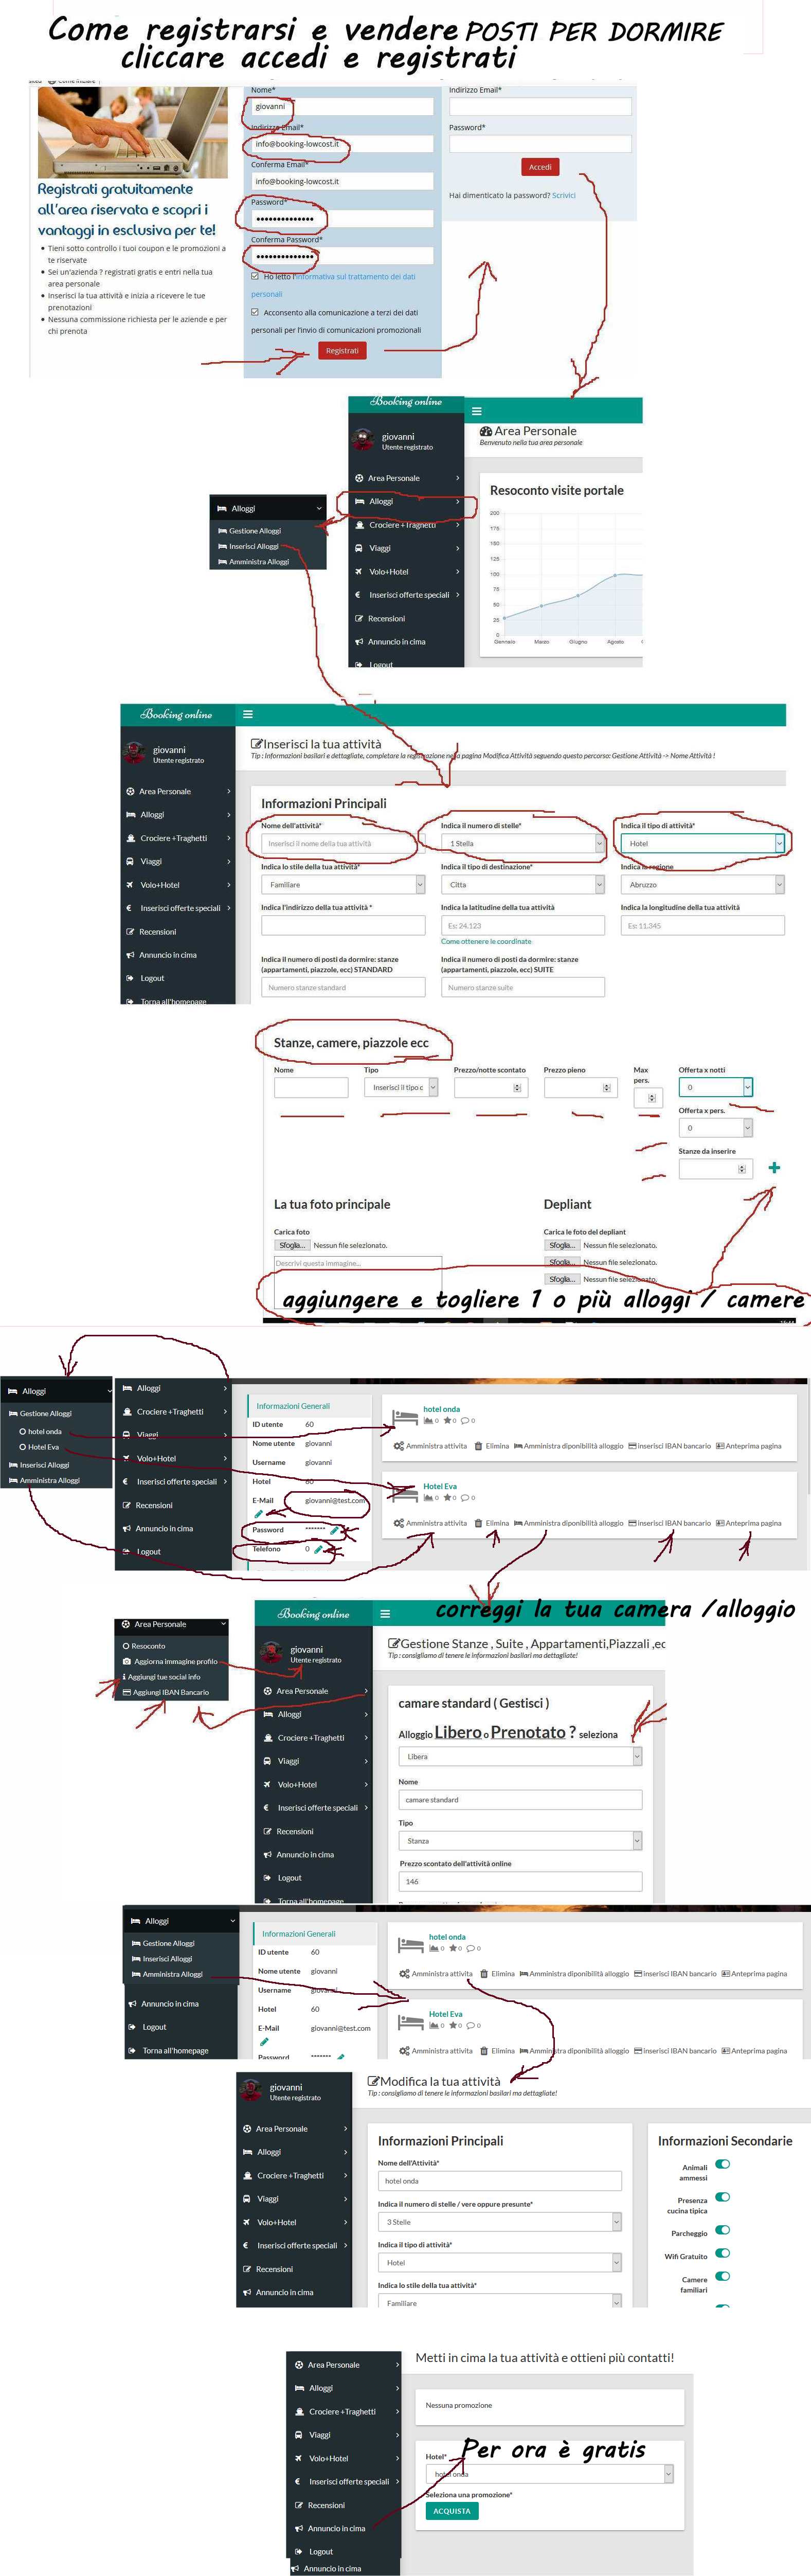 Come registrarsi e vendere POSTI PER DORMIRE
cliccare accedi e registrati
Nome*
giovanni
Indirizzo Email*
info@booking-lowcost.it
Conferma Email*
info@booking-lowcost.it
Password*
Conferma Password*
Ho letto l'informativa sul trattamento dei dati
personali
Acconsento alla comunicazione a terzi dei dati
personali per l'invio di comunicazioni promozionali
Registrati
Indirizzo Email*
Password*
Accedi
Hai dimenticato la password? Scrivici
Registrati gratuitamente
all'area riservata e scopri i
vantaggi in esclusiva per te!
Tieni sotto controllo i tuoi coupon e le promozioni a
te riservate
Sei un'azienda ? registrati gratis e entri nella tua
area personale
Inserisci la tua attività e inizia a ricevere le tue
prenotazioni
Nessuna commissione richiesta per le aziende e per
chi prenota
Booking online
giovanni
Utente registrato
Area Personale
Alloggi
Crociere +Traghetti
Viaggi
Volo+Hotel
Inserisci offerte speciali
Recensioni
Annuncio in cima
Logout
Area Personale
Benvenuto nella tua area personale
Resoconto visite portale
200
175
150
125
100
75
50
25
0
Gennaio Marzo Giugno Agosto
Alloggi
Gestione Alloggi
Inserisci Alloggi
Amministra Alloggi
Booking online
giovanni
Utente registrato
Area Personale
Alloggi
Crociere +Traghetti
Viaggi
Volo+Hotel
Inserisci offerte speciali
Recensioni
Annuncio in cima
Logout
Torna all'homepage
Inserisci la tua attività
Tip : Informazioni basilari e dettagliate, completare la registrazione nella pagina Modifica Attività seguendo questo percorso: Gestione Attività -> Nome Attività !
Informazioni Principali
Nome dell'attività*
Inserisci il nome della tua attività
Indica il numero di stelle*
1 Stella
Indica il tipo di attività*
Hotel
Indica lo stile della tua attività*
Familiare
Indica il tipo di destinazione*
Citta
Indica la regione
Abruzzo
Indica l'indirizzo della tua attività *
Indica la latitudine della tua attività
Es: 24.123
Come ottenere le coordinate
Indica la longitudine della tua attività
Es: 11.345
Indica il numero di posti da dormire: stanze
(appartamenti, piazzole, ecc) STANDARD
Numero stanze standard
Indica il numero di posti da dormire: stanze
(appartamenti, piazzole, ecc) SUITE
Numero stanze suite
Stanze, camere, piazzole ecc
Nome
Tipo
Inserisci il tipo c
Prezzo/notte scontato
Prezzo pieno
Max
pers.
Offerta x notti
0
Offerta x pers.
0
Stanze da inserire
La tua foto principale
Carica foto
Sfoglia... Nessun file selezionato.
Descrivi questa immagine...
Depliant
Carica le foto del depliant
Sfoglia... Nessun file selezionato.
Sfoglia... Nessun file selezionato.
Sfoglia... Nessun file selezionato.
aggiungere e togliere 1 o più alloggi / camere
Alloggi
Gestione Alloggi
hotel onda
Hotel Eva
Inserisci Alloggi
Amministra Alloggi
Alloggi
Crociere +Traghetti
Viaggi
Volo+Hotel
Inserisci offerte speciali
Recensioni
Annuncio in cima
Logout
Informazioni Generali
ID utente 60
Nome utente giovanni
Username giovanni
Hotel 60
E-Mail giovanni@test.com
Password *******
Telefono 0
hotel onda
0 0 0
Amministra attivita Elimina Amministra diponibilità alloggio inserisci IBAN bancario Anteprima pagina
Hotel Eva
0 0 0
Amministra attivita Elimina Amministra diponibilità alloggio inserisci IBAN bancario Anteprima pagina
correggi la tua camera /alloggio
Area Personale
Resoconto
Aggiorna immagine profilo
Aggiungi tue social info
Aggiungi IBAN Bancario
Booking online
giovanni
Utente registrato
Area Personale
Alloggi
Crociere +Traghetti
Viaggi
Volo+Hotel
Inserisci offerte speciali
Recensioni
Annuncio in cima
Logout
Torna all'homepage
Gestione Stanze , Suite , Appartamenti,Piazzali ,ec
Tip : consigliamo di tenere le informazioni basilari ma dettagliate!
camare standard ( Gestisci )
Alloggio Libero o Prenotato ? seleziona
Libera
Nome
camare standard
Tipo
Stanza
Prezzo scontato dell'attività online
146
Alloggi
Gestione Alloggi
Inserisci Alloggi
Amministra Alloggi
Annuncio in cima
Logout
Torna all'homepage
Informazioni Generali
ID utente 60
Nome utente giovanni
Username giovanni
Hotel 60
E-Mail giovanni@test.com
Password *******
hotel onda
0 0 0
Amministra attivita Elimina Amministra diponibilità alloggio inserisci IBAN bancario Anteprima pagina
Hotel Eva
0 0 0
Amministra attivita Elimina Amministra diponibilità alloggio inserisci IBAN bancario Anteprima pagina
giovanni
Utente registrato
Area Personale
Alloggi
Crociere +Traghetti
Viaggi
Volo+Hotel
Inserisci offerte speciali
Recensioni
Annuncio in cima
Modifica la tua attività
Tip : consigliamo di tenere le informazioni basilari ma dettagliate!
Informazioni Principali
Nome dell'Attività*
hotel onda
Indica il numero di stelle / vere oppure presunte*
3 Stelle
Indica il tipo di attività*
Hotel
Indica lo stile della tua attività*
Familiare
Informazioni Secondarie
Animali
ammessi
Presenza
cucina tipica
Parcheggio
Wifi Gratuito
Camere
familiari
Area Personale
Alloggi
Crociere +Traghetti
Viaggi
Volo+Hotel
Inserisci offerte speciali
Recensioni
Annuncio in cima
Logout
Annuncio in cima
Metti in cima la tua attività e ottieni più contatti!
Nessuna promozione
Per ora è gratis
Hotel*
hotel onda
Seleziona una promozione*
ACQUISTA